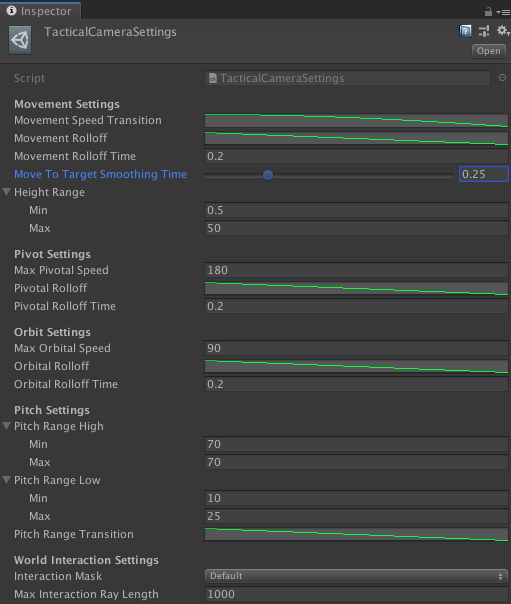 Inspector
TacticalCameraSettings
Open
Script TacticalCameraSettings
Movement Settings
Movement Speed Transition
Movement Rolloff
Movement Rolloff Time 0.2
Move To Target Smoothing Time 0.25
Height Range
Min 0.5
Max 50
Pivot Settings
Max Pivotal Speed 180
Pivotal Rolloff
Pivotal Rolloff Time 0.2
Orbit Settings
Max Orbital Speed 90
Orbital Rolloff
Orbital Rolloff Time 0.2
Pitch Settings
Pitch Range High
Min 70
Max 70
Pitch Range Low
Min 10
Max 25
Pitch Range Transition
World Interaction Settings
Interaction Mask Default
Max Interaction Ray Length 1000